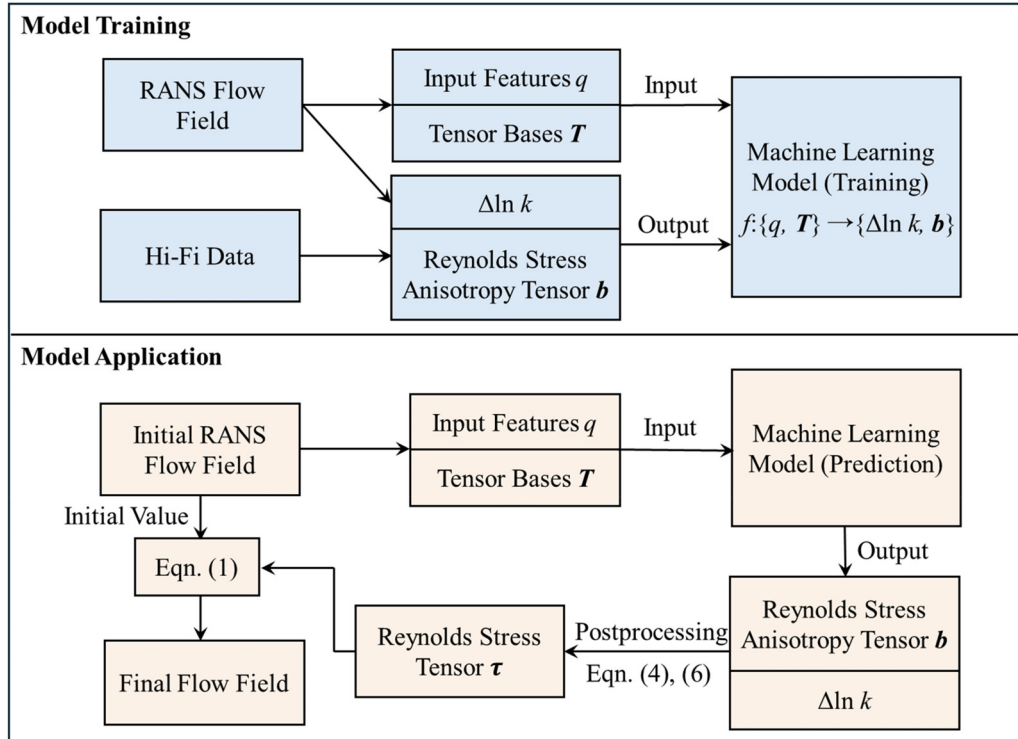 Model Training
RANS Flow
Field
Input Features q
Tensor Bases T
Input
Hi-Fi Data
Δln k
Reynolds Stress
Anisotropy Tensor b
Output
Machine Learning
Model (Training)
f:{q, T} →{Δln k, b}
Model Application
Initial RANS
Flow Field
Input Features q
Tensor Bases T
Input
Machine Learning
Model (Prediction)
Output
Reynolds Stress
Anisotropy Tensor b
Δln k
Postprocessing
Eqn. (4), (6)
Reynolds Stress
Tensor τ
Initial Value
Eqn. (1)
Final Flow Field